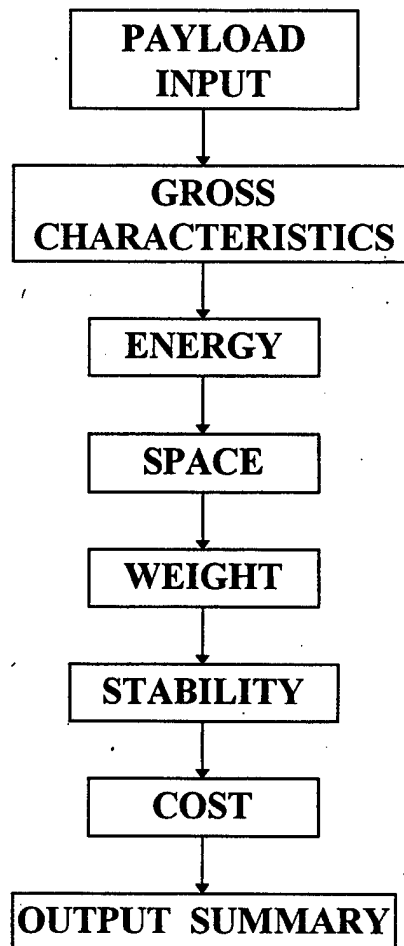 PAYLOAD
INPUT
GROSS
CHARACTERISTICS
ENERGY
SPACE
WEIGHT
STABILITY
COST
OUTPUT SUMMARY